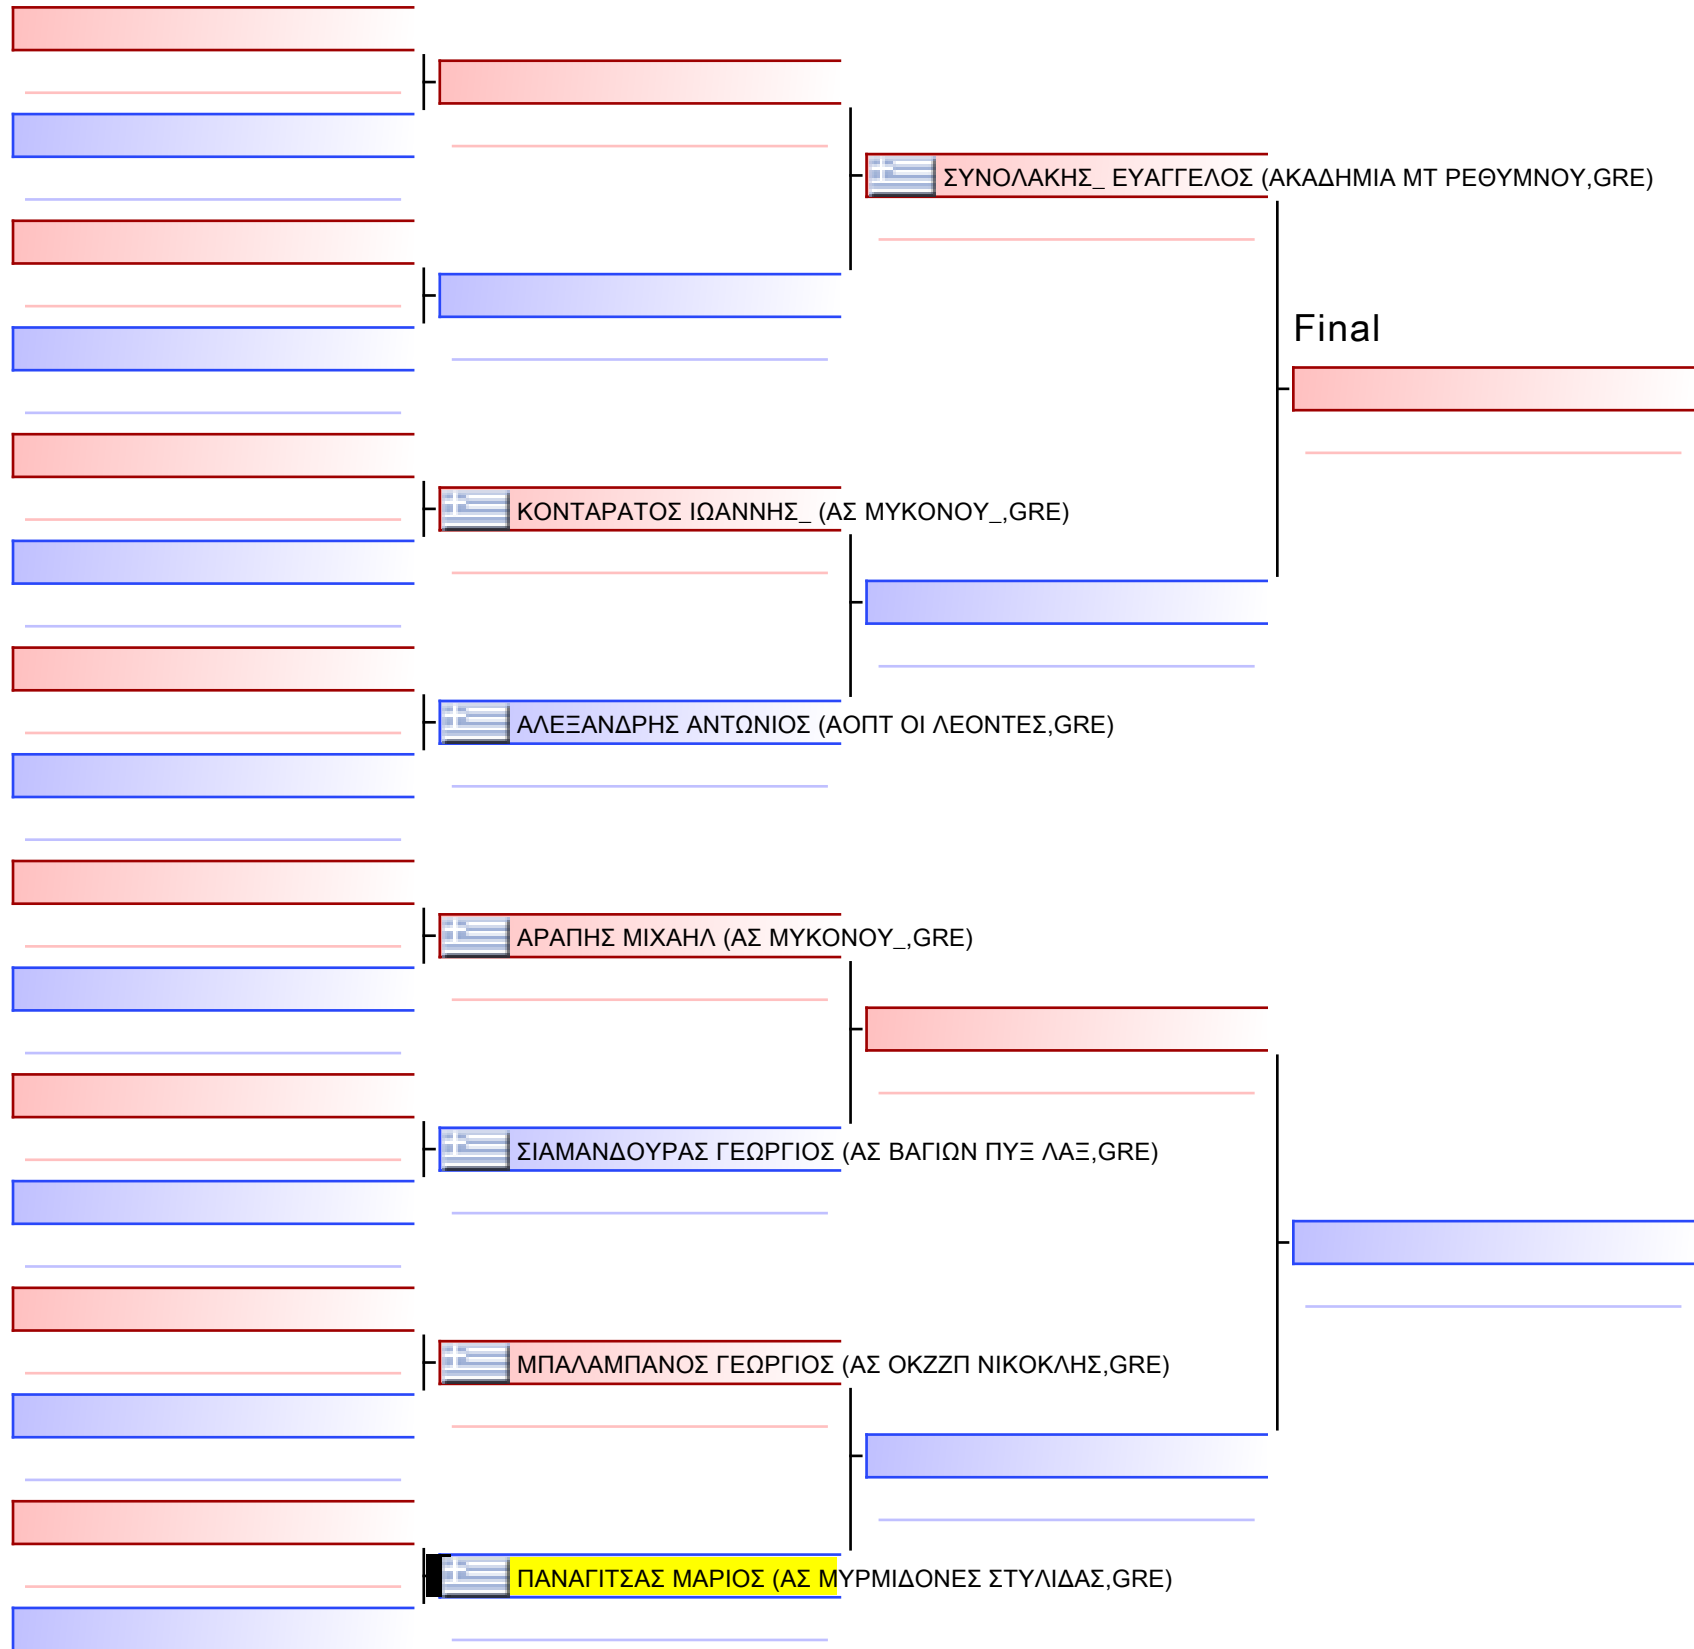 ΣΥΝΟΛΑΚΗΣ_ ΕΥΑΓΓΕΛΟΣ (ΑΚΑΔΗΜΙΑ ΜΤ ΡΕΘΥΜΝΟΥ,GRE)
Final
ΚΟΝΤΑΡΑΤΟΣ ΙΩΑΝΝΗΣ_ (ΑΣ ΜΥΚΟΝΟΥ_,GRE)
ΑΛΕΞΑΝΔΡΗΣ ΑΝΤΩΝΙΟΣ (ΑΟΠΤ ΟΙ ΛΕΟΝΤΕΣ,GRE)
ΑΡΑΠΗΣ ΜΙΧΑΗΛ (ΑΣ ΜΥΚΟΝΟΥ_,GRE)
ΣΙΑΜΑΝΔΟΥΡΑΣ ΓΕΩΡΓΙΟΣ (ΑΣ ΒΑΓΙΩΝ ΠΥΞ ΛΑΞ,GRE)
ΜΠΑΛΑΜΠΑΝΟΣ ΓΕΩΡΓΙΟΣ (ΑΣ ΟΚΖΖΠ ΝΙΚΟΚΛΗΣ,GRE)
ΠΑΝΑΓΙΤΣΑΣ ΜΑΡΙΟΣ (ΑΣ ΜΥΡΜΙΔΟΝΕΣ ΣΤΥΛΙΔΑΣ,GRE)